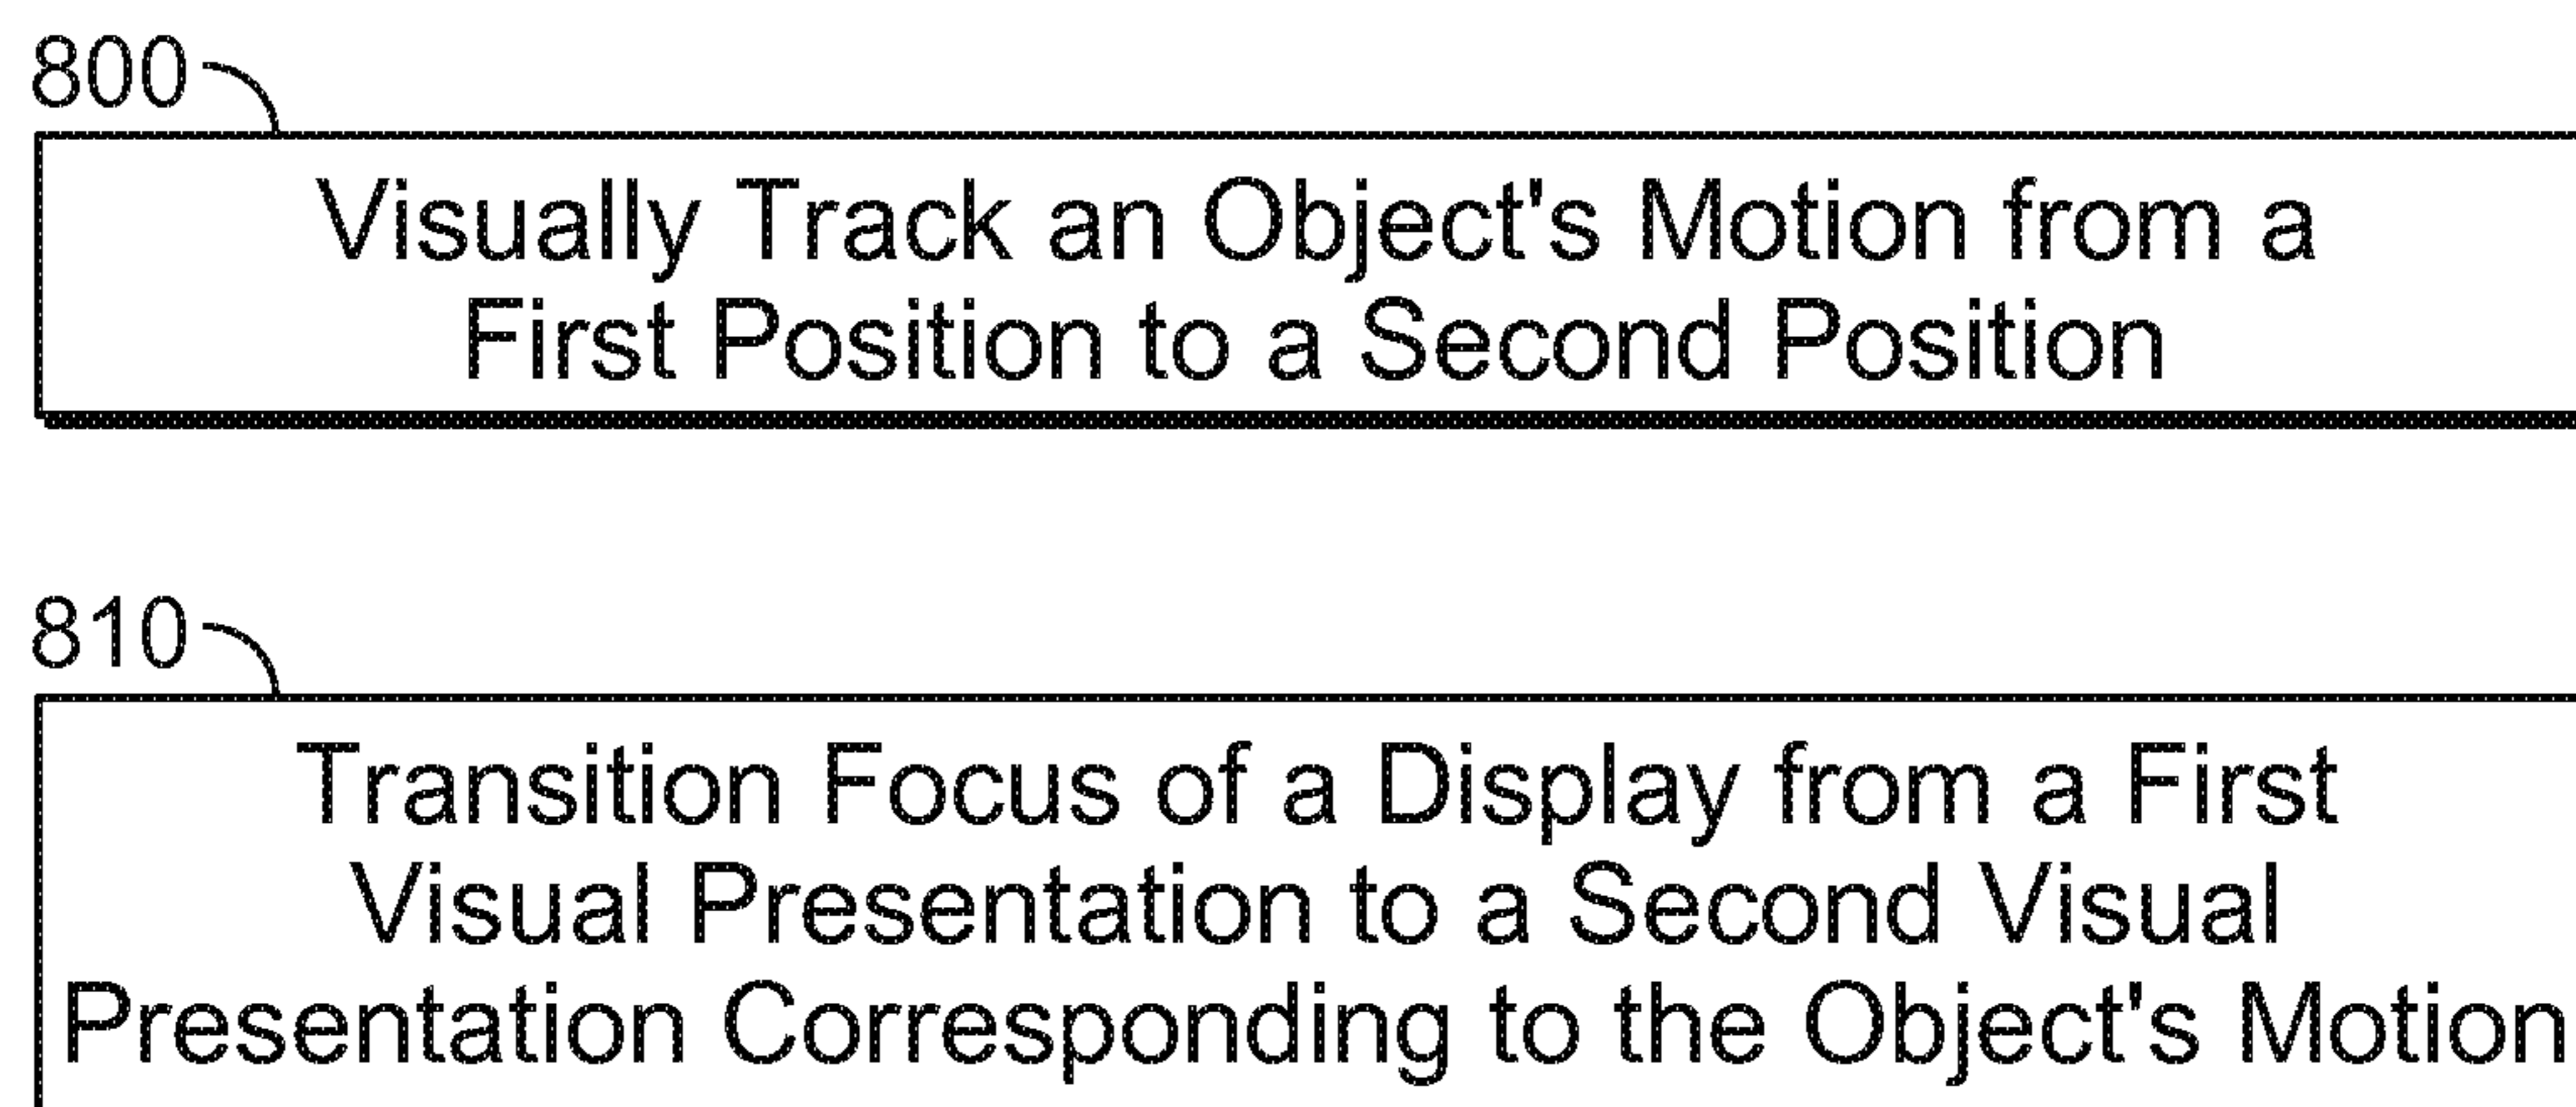 800
Visually Track an Object's Motion from a
First Position to a Second Position
810
Transition Focus of a Display from a First
Visual Presentation to a Second Visual
Presentation Corresponding to the Object's Motion